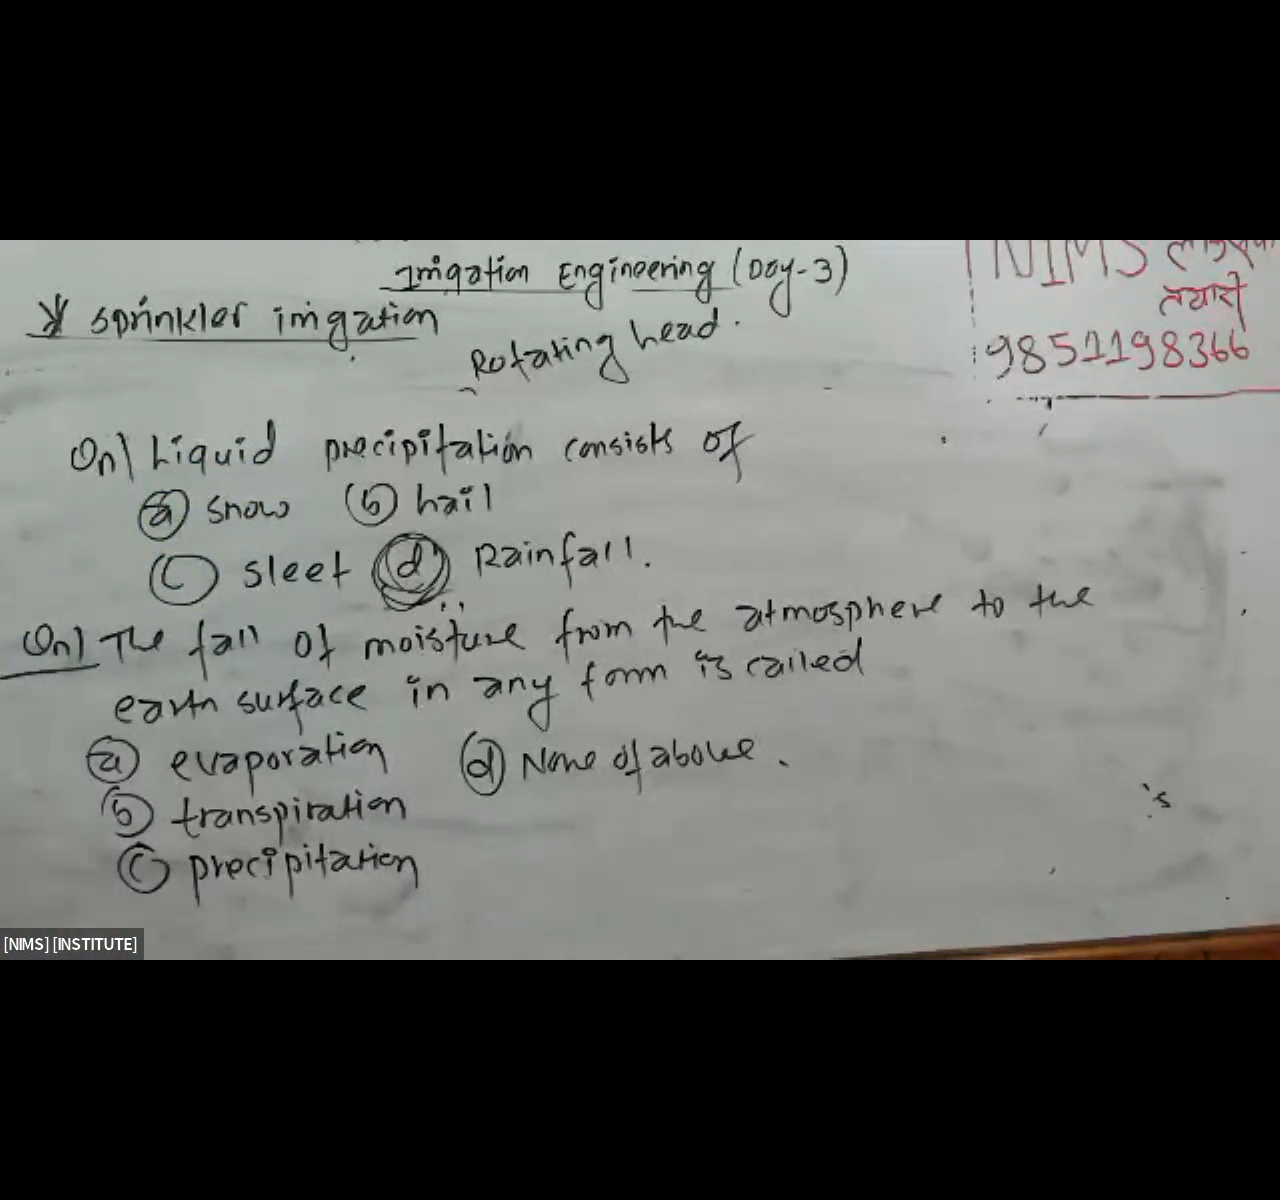 Irrigation Engineering (Day-3)
NIMS
तयारी
9851198366
* sprinkler irrigation
Rotating head.
Qn) Liquid precipitation consists of
(a) snow (b) hail
(c) sleet (d) Rainfall.
Qn) The fall of moisture from the atmosphere to the
earth surface in any form is called
(a) evaporation (d) None of above.
(b) transpiration
(c) precipitation
[NIMS] [INSTITUTE]